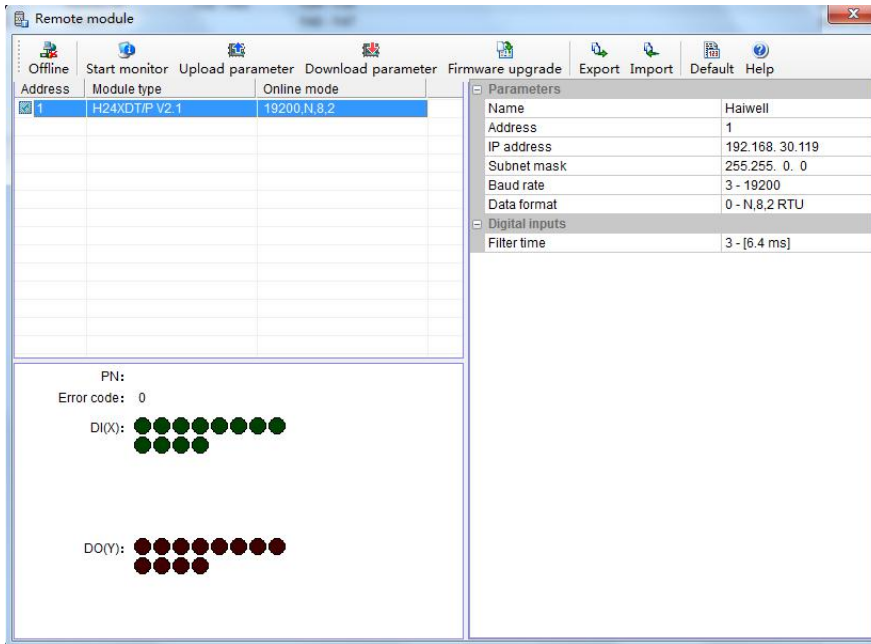 Remote module
Offline Start monitor Upload parameter Download parameter Firmware upgrade Export Import Default Help
Address Module type Online mode
1 H24XDT/P V2.1 19200,N,8,2
Parameters
Name Haiwell
Address 1
IP address 192.168. 30.119
Subnet mask 255.255. 0. 0
Baud rate 3 - 19200
Data format 0 - N,8,2 RTU
Digital inputs
Filter time 3 - [6.4 ms]
PN:
Error code: 0
DI(X):
DO(Y):